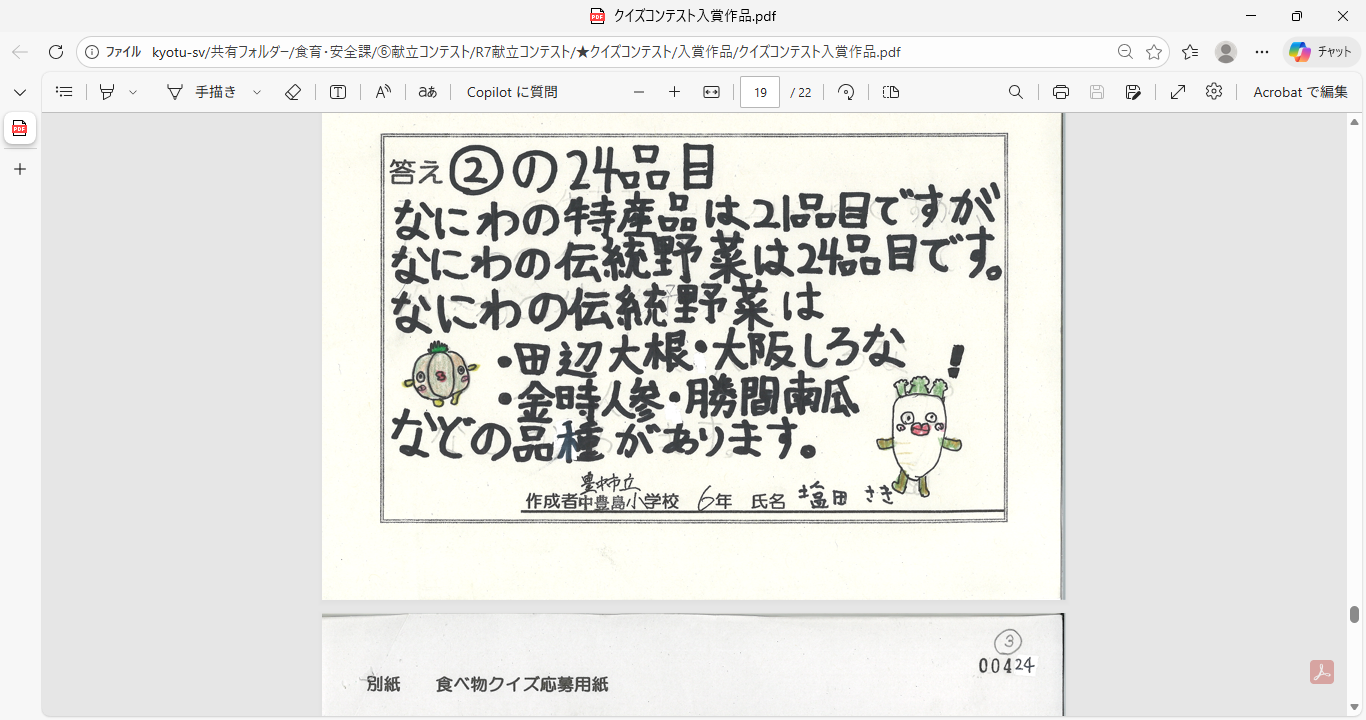 クイズコンテスト入賞作品.pdf
ファイル kyotu-sv/共有フォルダー/食育・安全課/⑥献立コンテスト/R7献立コンテスト/★クイズコンテスト/入賞作品/クイズコンテスト入賞作品.pdf
チャット
手描き
aあ
Copilot に質問
19 / 22
Acrobat で編集
答え ②の24品目
なにわの特産品は21品目ですが
なにわの伝統野菜は24品目です。
なにわの伝統野菜は
・田辺大根・大阪しろな
・金時人参・勝間南瓜
などの品種があります。
!
豊中市立
作成者中豊島小学校 6年 氏名 塩田 さき
③
00424
別紙 食べ物クイズ応募用紙